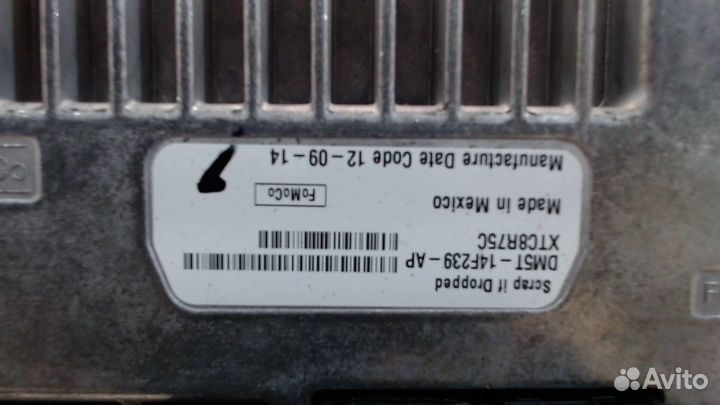 Scrap if Dropped
DM5T-14F239-AP
XTC8R75C
Made in Mexico FoMoCo
Manufacture Date Code 12-09-14
Avito